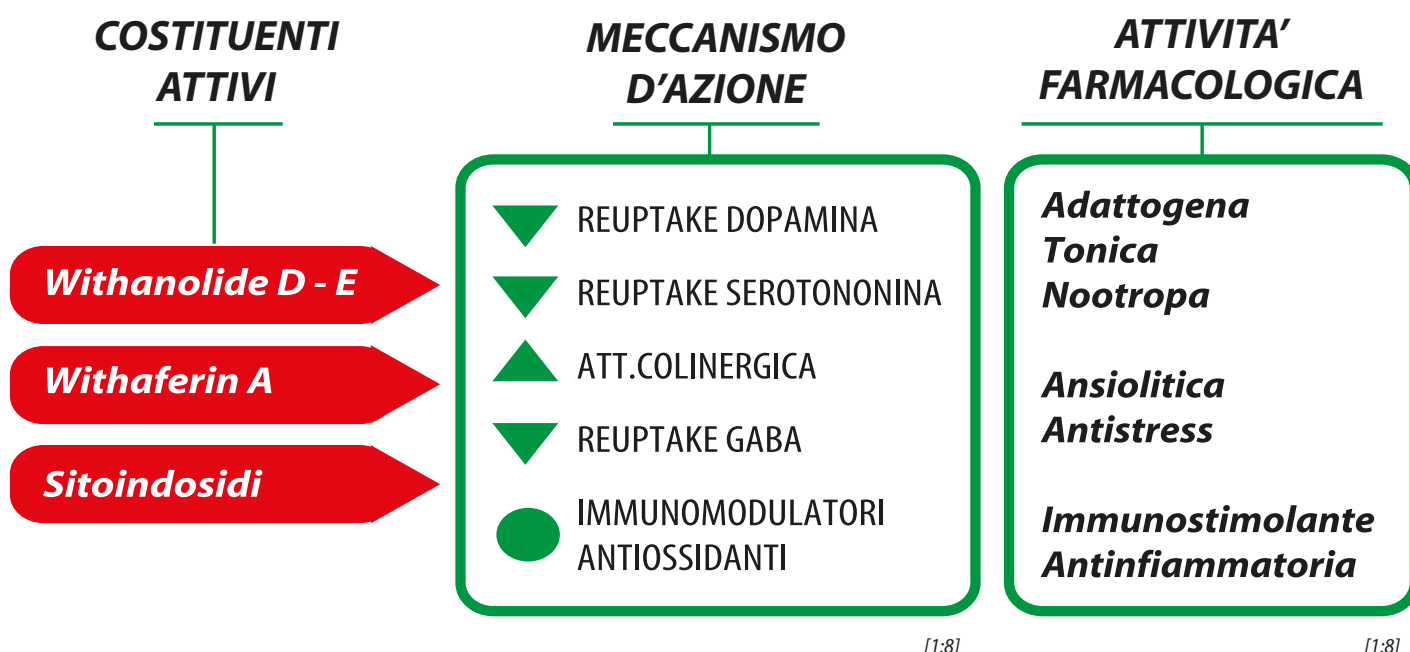 COSTITUENTI
ATTIVI
Withanolide D - E
Withaferin A
Sitoindosidi
MECCANISMO
D’AZIONE
REUPTAKE DOPAMINA
REUPTAKE SEROTONONINA
ATT.COLINERGICA
REUPTAKE GABA
IMMUNOMODULATORI
ANTIOSSIDANTI
[1:8]
ATTIVITA’
FARMACOLOGICA
Adattogena
Tonica
Nootropa
Ansiolitica
Antistress
Immunostimolante
Antinfiammatoria
[1:8]